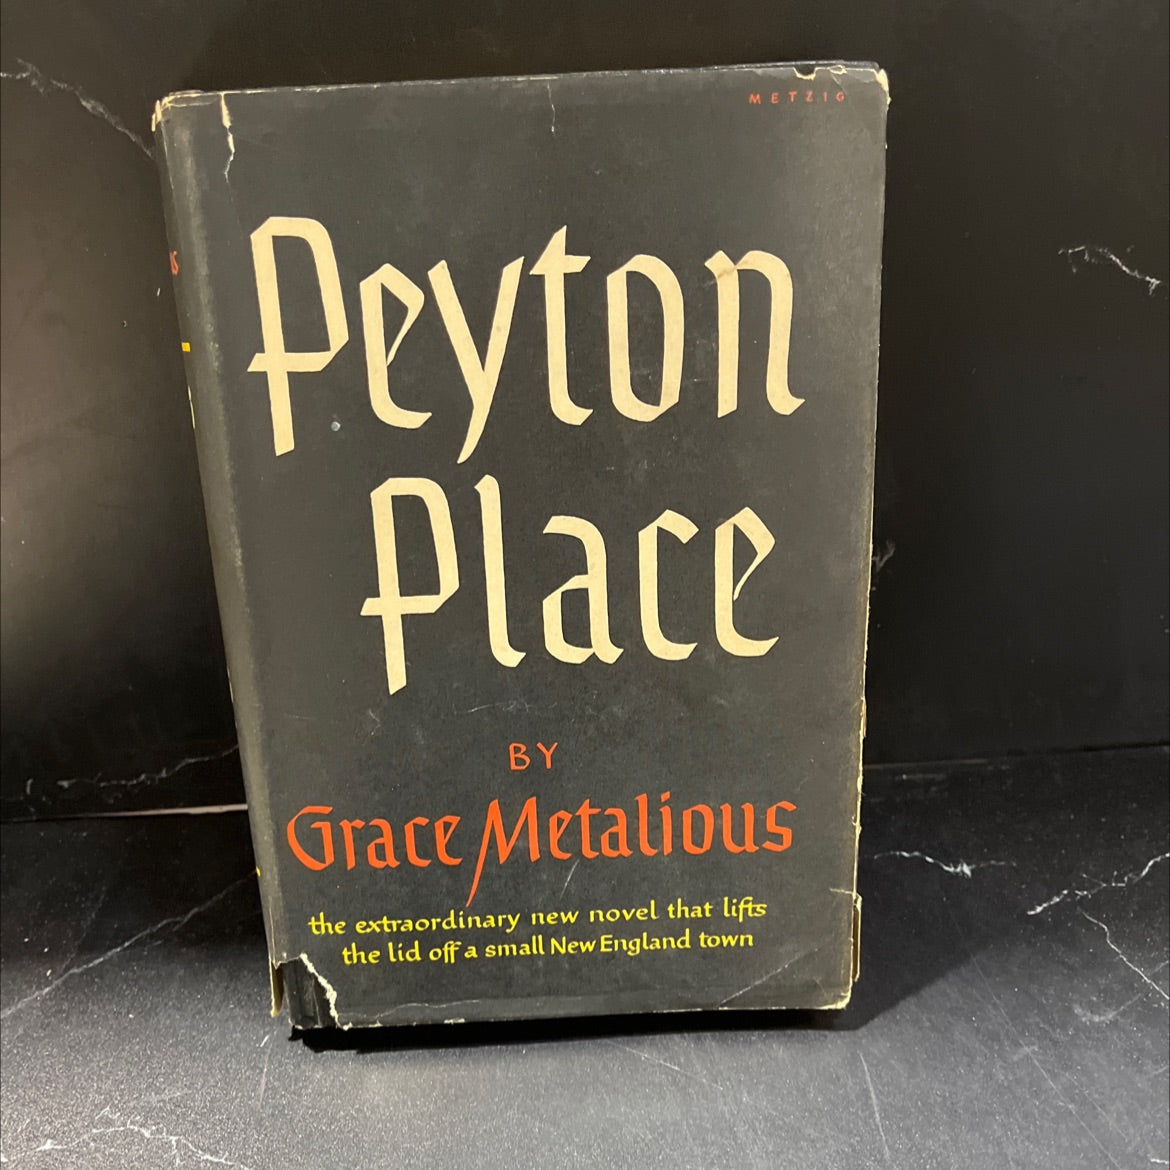 METZIG
Peyton
Place
BY
Grace Metalious
the extraordinary new novel that lifts
the lid off a small New England town